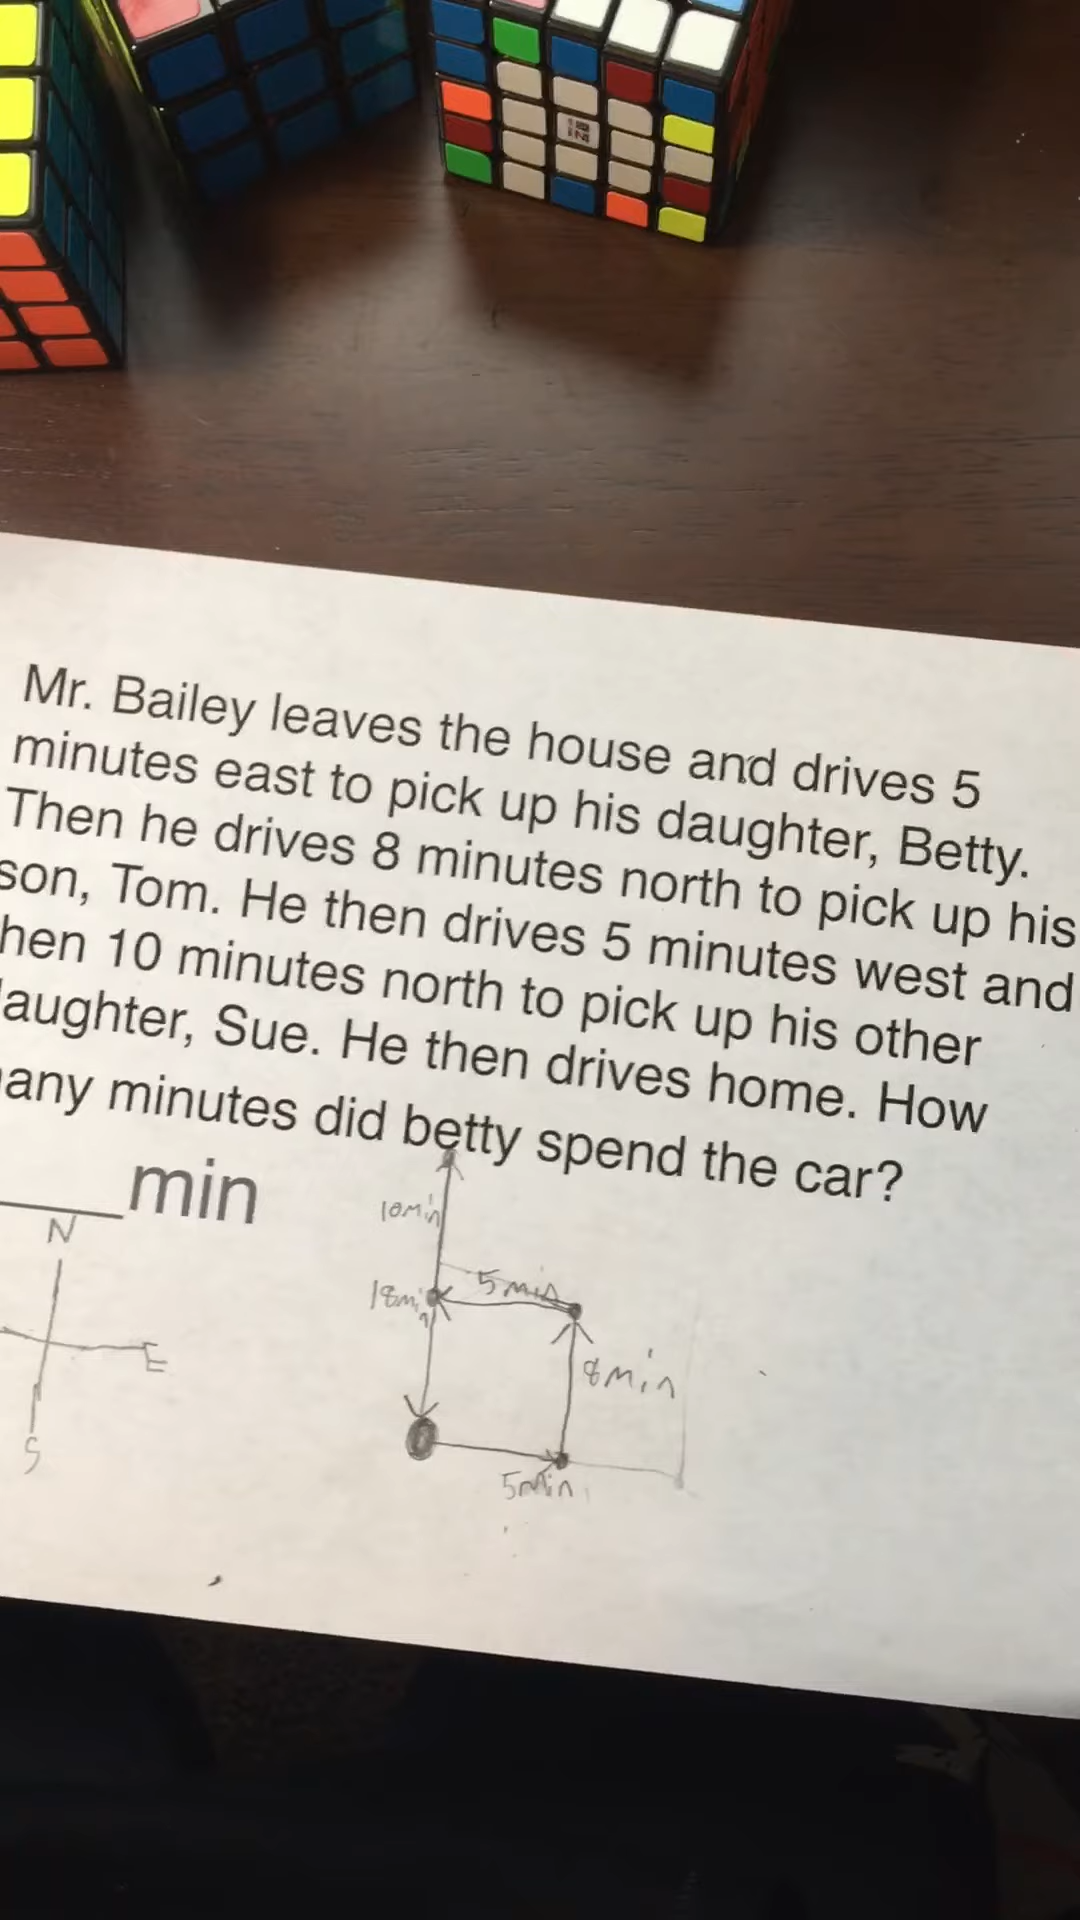 Mr. Bailey leaves the house and drives 5
minutes east to pick up his daughter, Betty.
Then he drives 8 minutes north to pick up his
son, Tom. He then drives 5 minutes west and
hen 10 minutes north to pick up his other
aughter, Sue. He then drives home. How
any minutes did betty spend the car?
min
N
E
S
10min
5min
18min
8min
5min